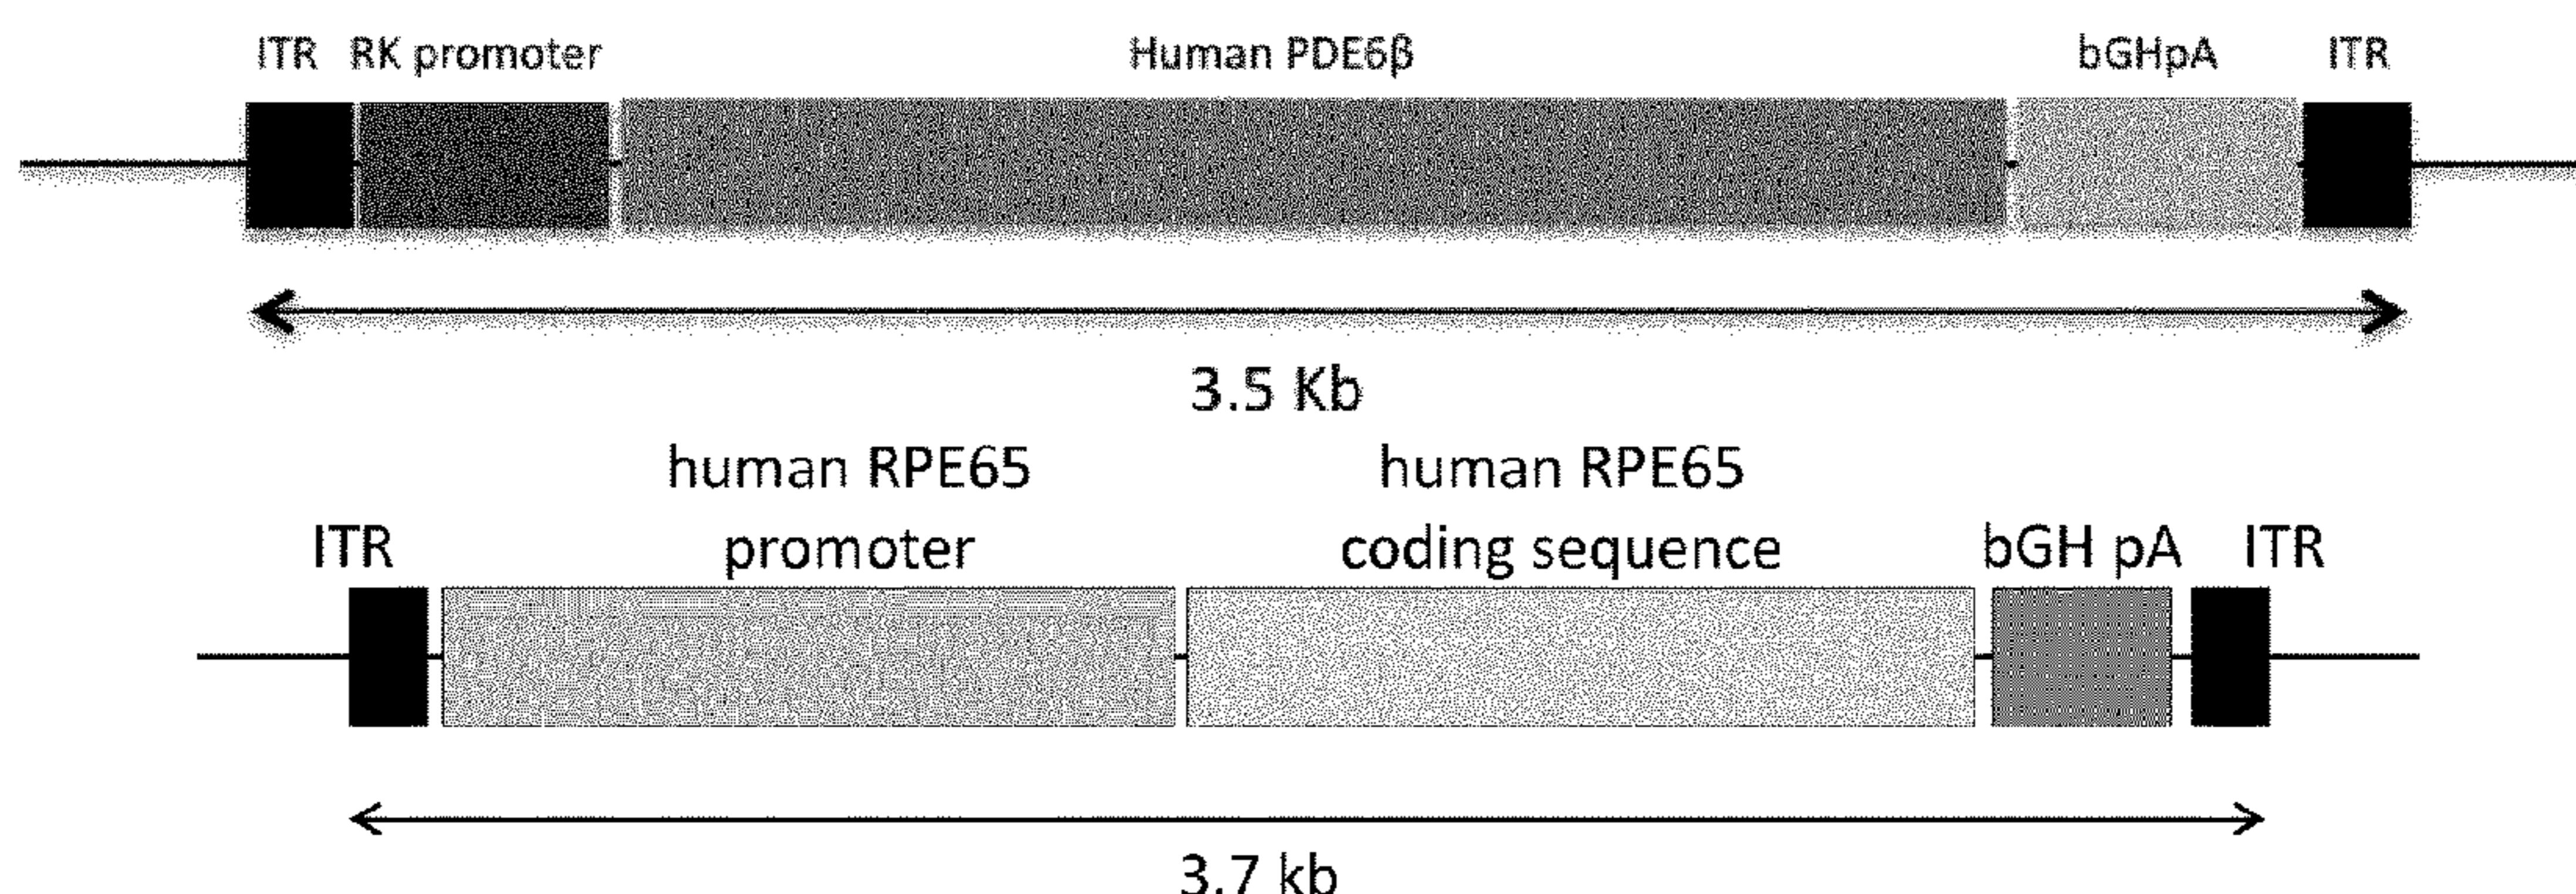 ITR RK promoter Human PDE6β bGHpA ITR
3.5 Kb
human RPE65 human RPE65
ITR promoter coding sequence bGH pA ITR
3.7 kb